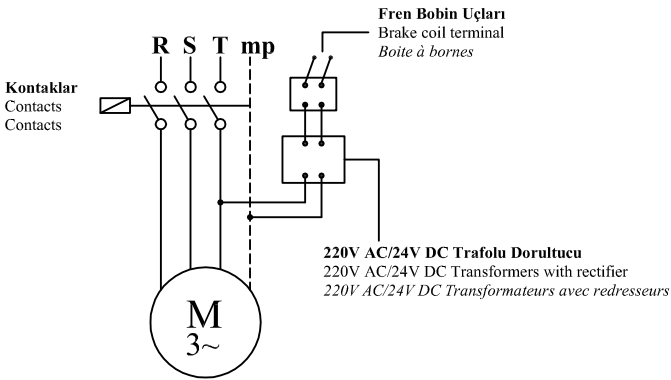 Fren Bobin Uçları
Brake coil terminal
Boite à bornes
R S T mp
Kontaklar
Contacts
Contacts
220V AC/24V DC Trafolu Dorultucu
220V AC/24V DC Transformers with rectifier
220V AC/24V DC Transformateurs avec redresseurs
M
3~